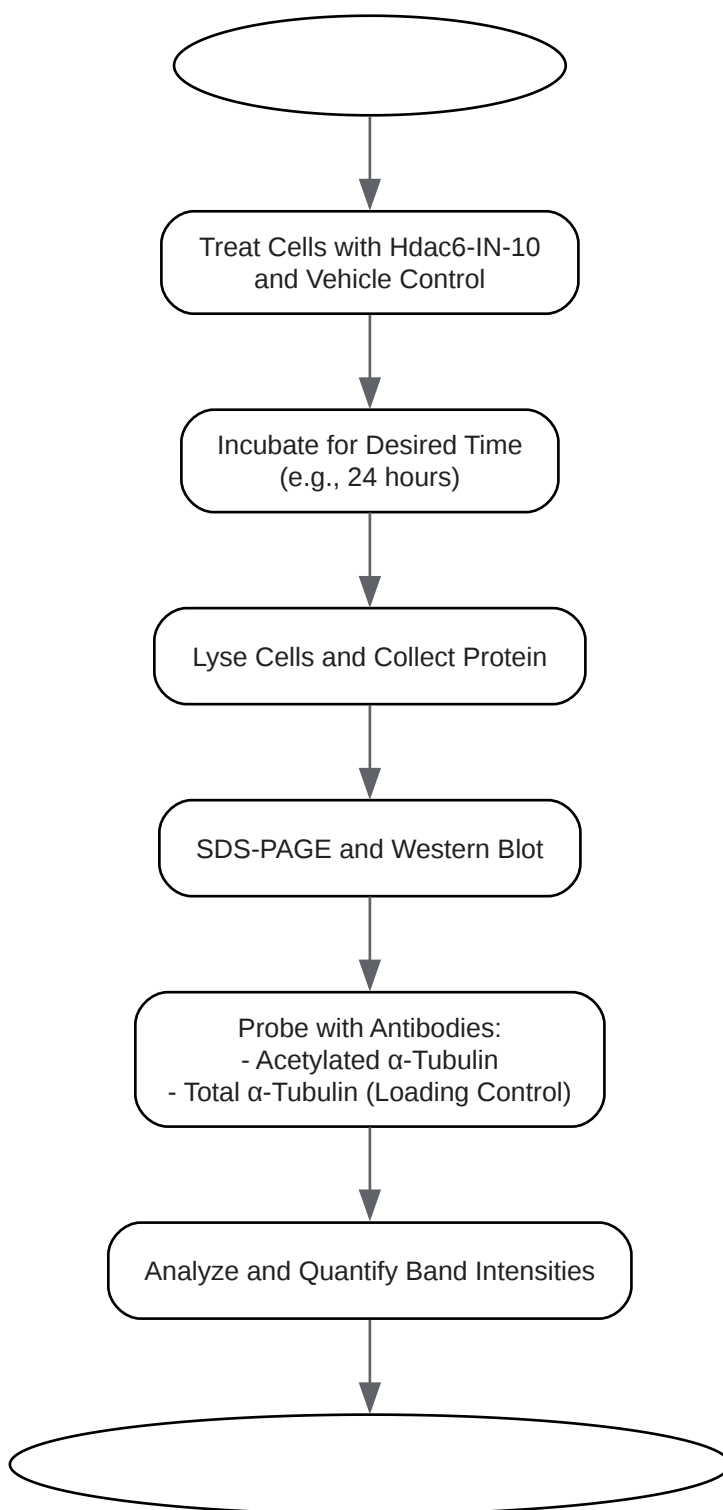 Treat Cells with Hdac6-IN-10
and Vehicle Control
Incubate for Desired Time
(e.g., 24 hours)
Lyse Cells and Collect Protein
SDS-PAGE and Western Blot
Probe with Antibodies:
- Acetylated α-Tubulin
- Total α-Tubulin (Loading Control)
Analyze and Quantify Band Intensities